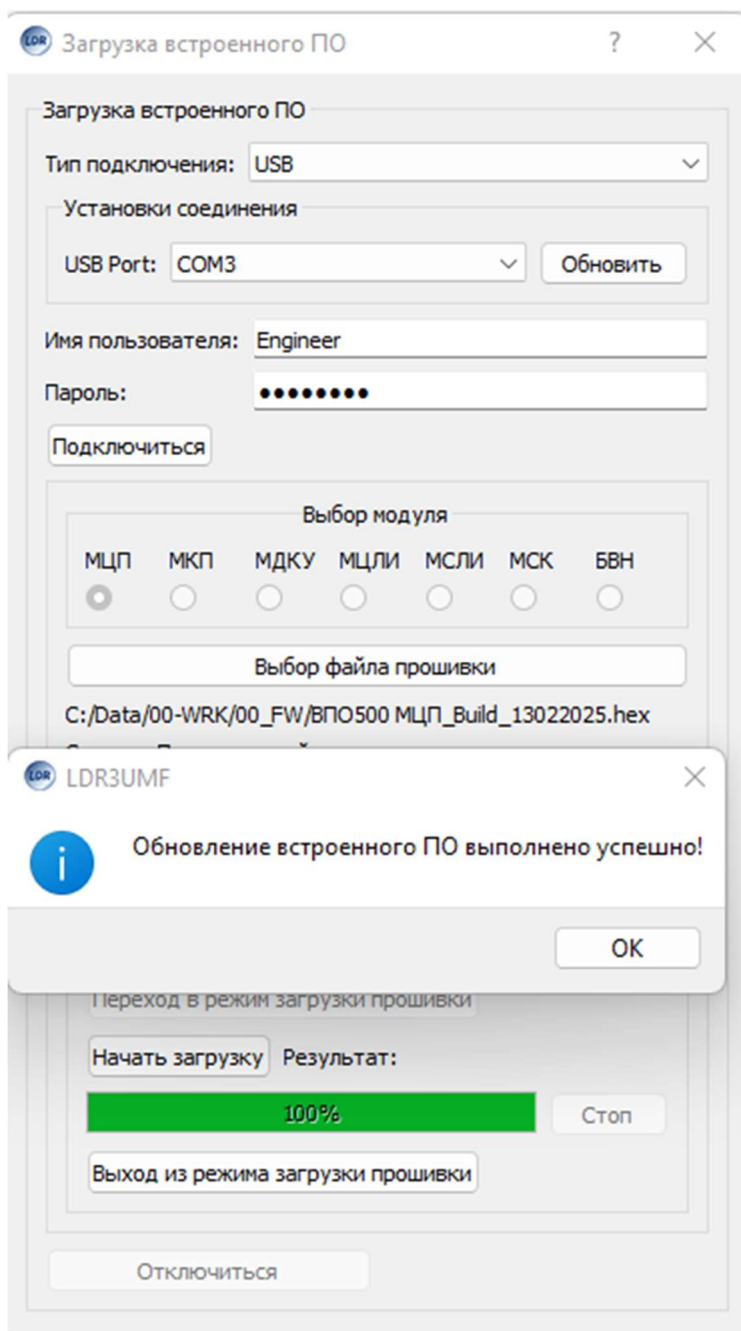 LDR Загрузка встроенного ПО ? 
Загрузка встроенного ПО
Тип подключения: USB
Установки соединения
USB Port: COM3 Обновить
Имя пользователя: Engineer
Пароль: ●●●●●●●●
Подключиться
Выбор модуля
МЦП МКП МДКУ МЦЛИ МСЛИ МСК БВН
Выбор файла прошивки
C:/Data/00-WRK/00_FW/ВПО500 МЦП_Build_13022025.hex
LDR LDR3UMF
i Обновление встроенного ПО выполнено успешно!
OK
Переход в режим загрузки прошивки
Начать загрузку Результат:
100% Стоп
Выход из режима загрузки прошивки
Отключиться